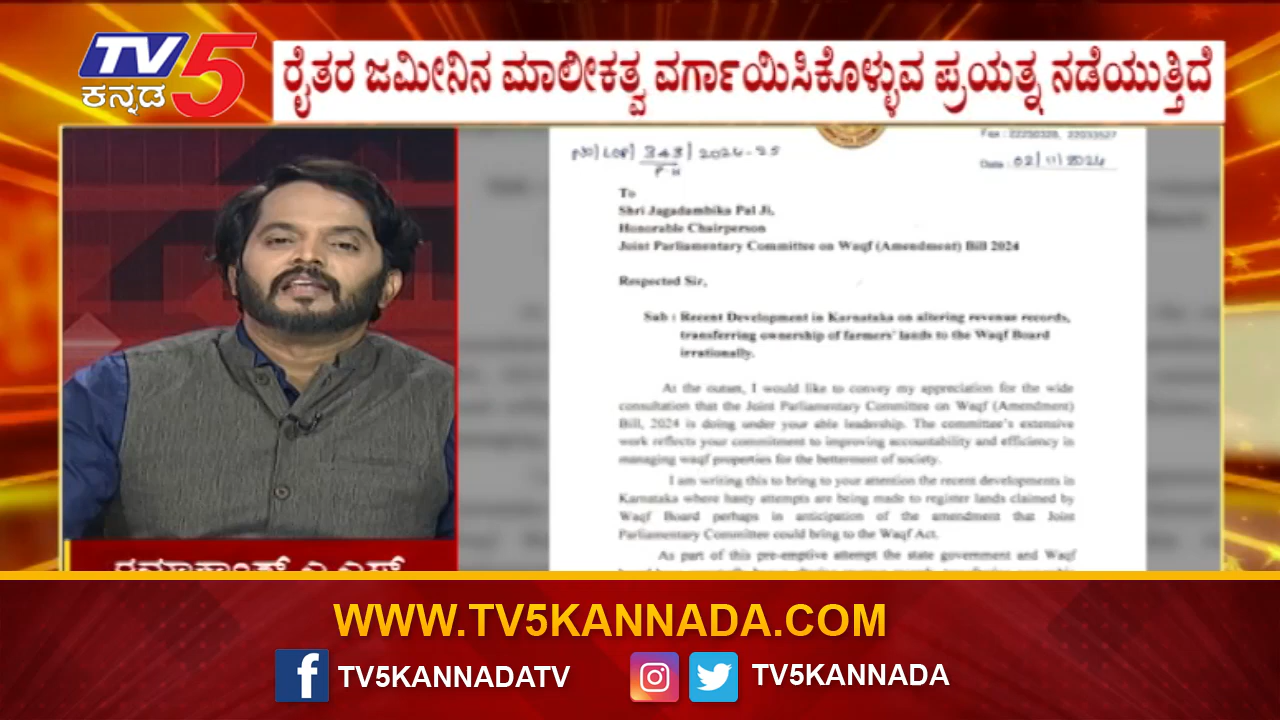 TV5
ಕನ್ನಡ
ರೈತರ ಜಮೀನಿನ ಮಾಲೀಕತ್ವ ವರ್ಗಾಯಿಸಿಕೊಳ್ಳುವ ಪ್ರಯತ್ನ ನಡೆಯುತ್ತಿದೆ
Date : 02/11/2024
To
Shri Jagadambika Pal Ji,
Honorable Chairperson
Joint Parliamentary Committee on Waqf (Amendment) Bill 2024
Respected Sir,
Sub : Recent Development in Karnataka on altering revenue records,
transferring ownership of farmers' lands to the Waqf Board
irrationally.
At the outset, I would like to convey my appreciation for the wide
consultation that the Joint Parliamentary Committee on Waqf (Amendment)
Bill, 2024 is doing under your able leadership. The committee's extensive
work reflects your commitment to improving accountability and efficiency in
managing waqf properties for the betterment of society.
I am writing this to bring to your attention the recent developments in
Karnataka where hasty attempts are being made to register lands claimed by
Waqf Board perhaps in anticipation of the amendment that Joint
Parliamentary Committee could bring to the Waqf Act.
As part of this pre-emptive attempt the state government and Waqf
WWW.TV5KANNADA.COM
TV5KANNADATV
TV5KANNADA